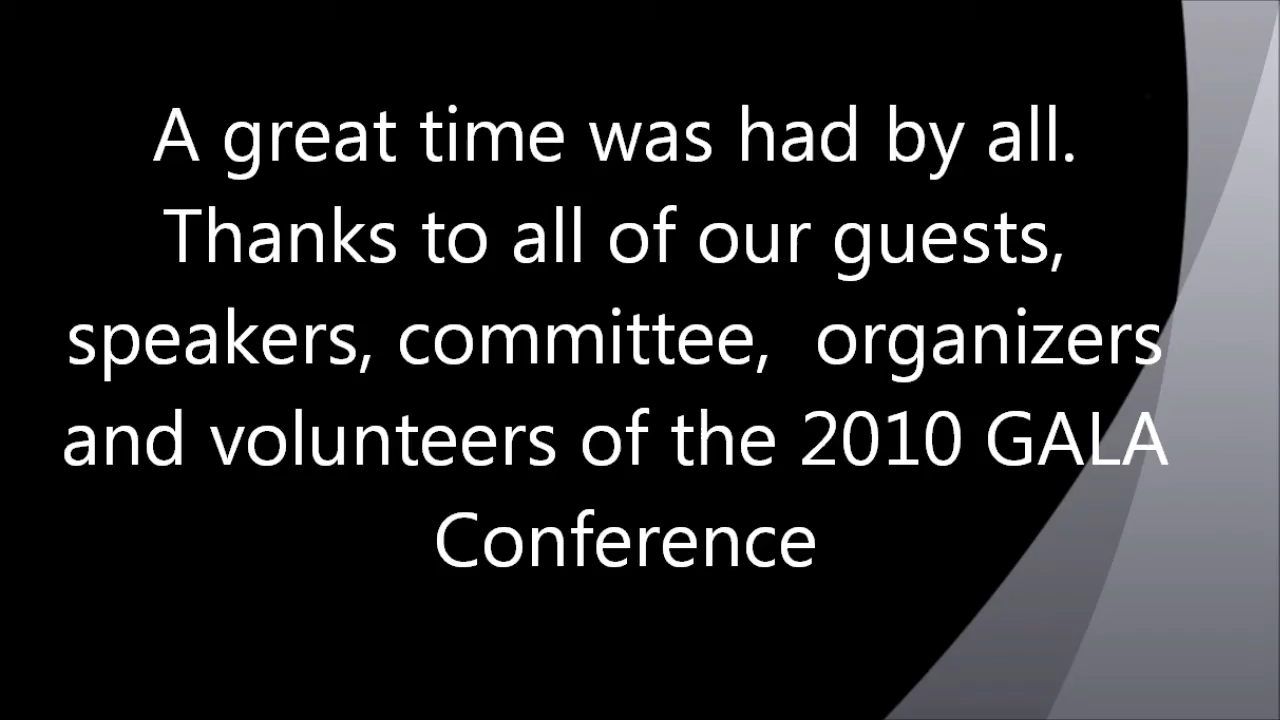 A great time was had by all.
Thanks to all of our guests,
speakers, committee,  organizers
and volunteers of the 2010 GALA
Conference